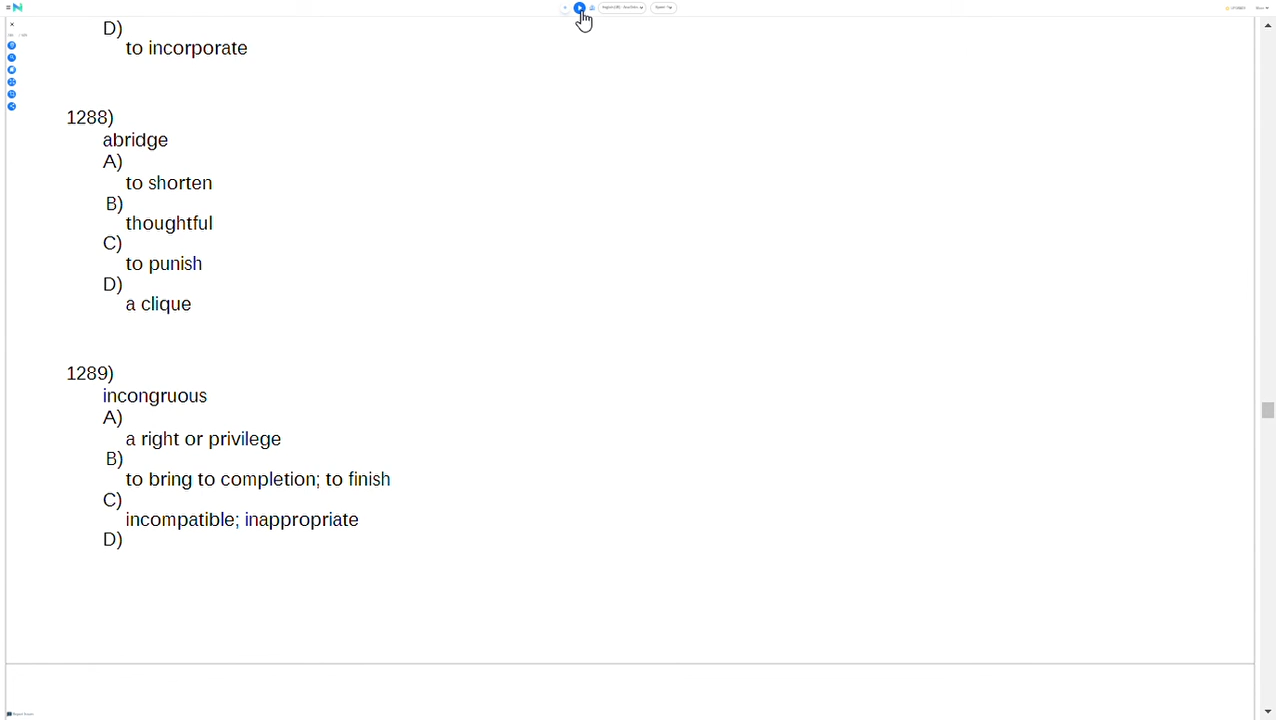 D)
to incorporate
1288)
abridge
A)
to shorten
B)
thoughtful
C)
to punish
D)
a clique
1289)
incongruous
A)
a right or privilege
B)
to bring to completion; to finish
C)
incompatible; inappropriate
D)